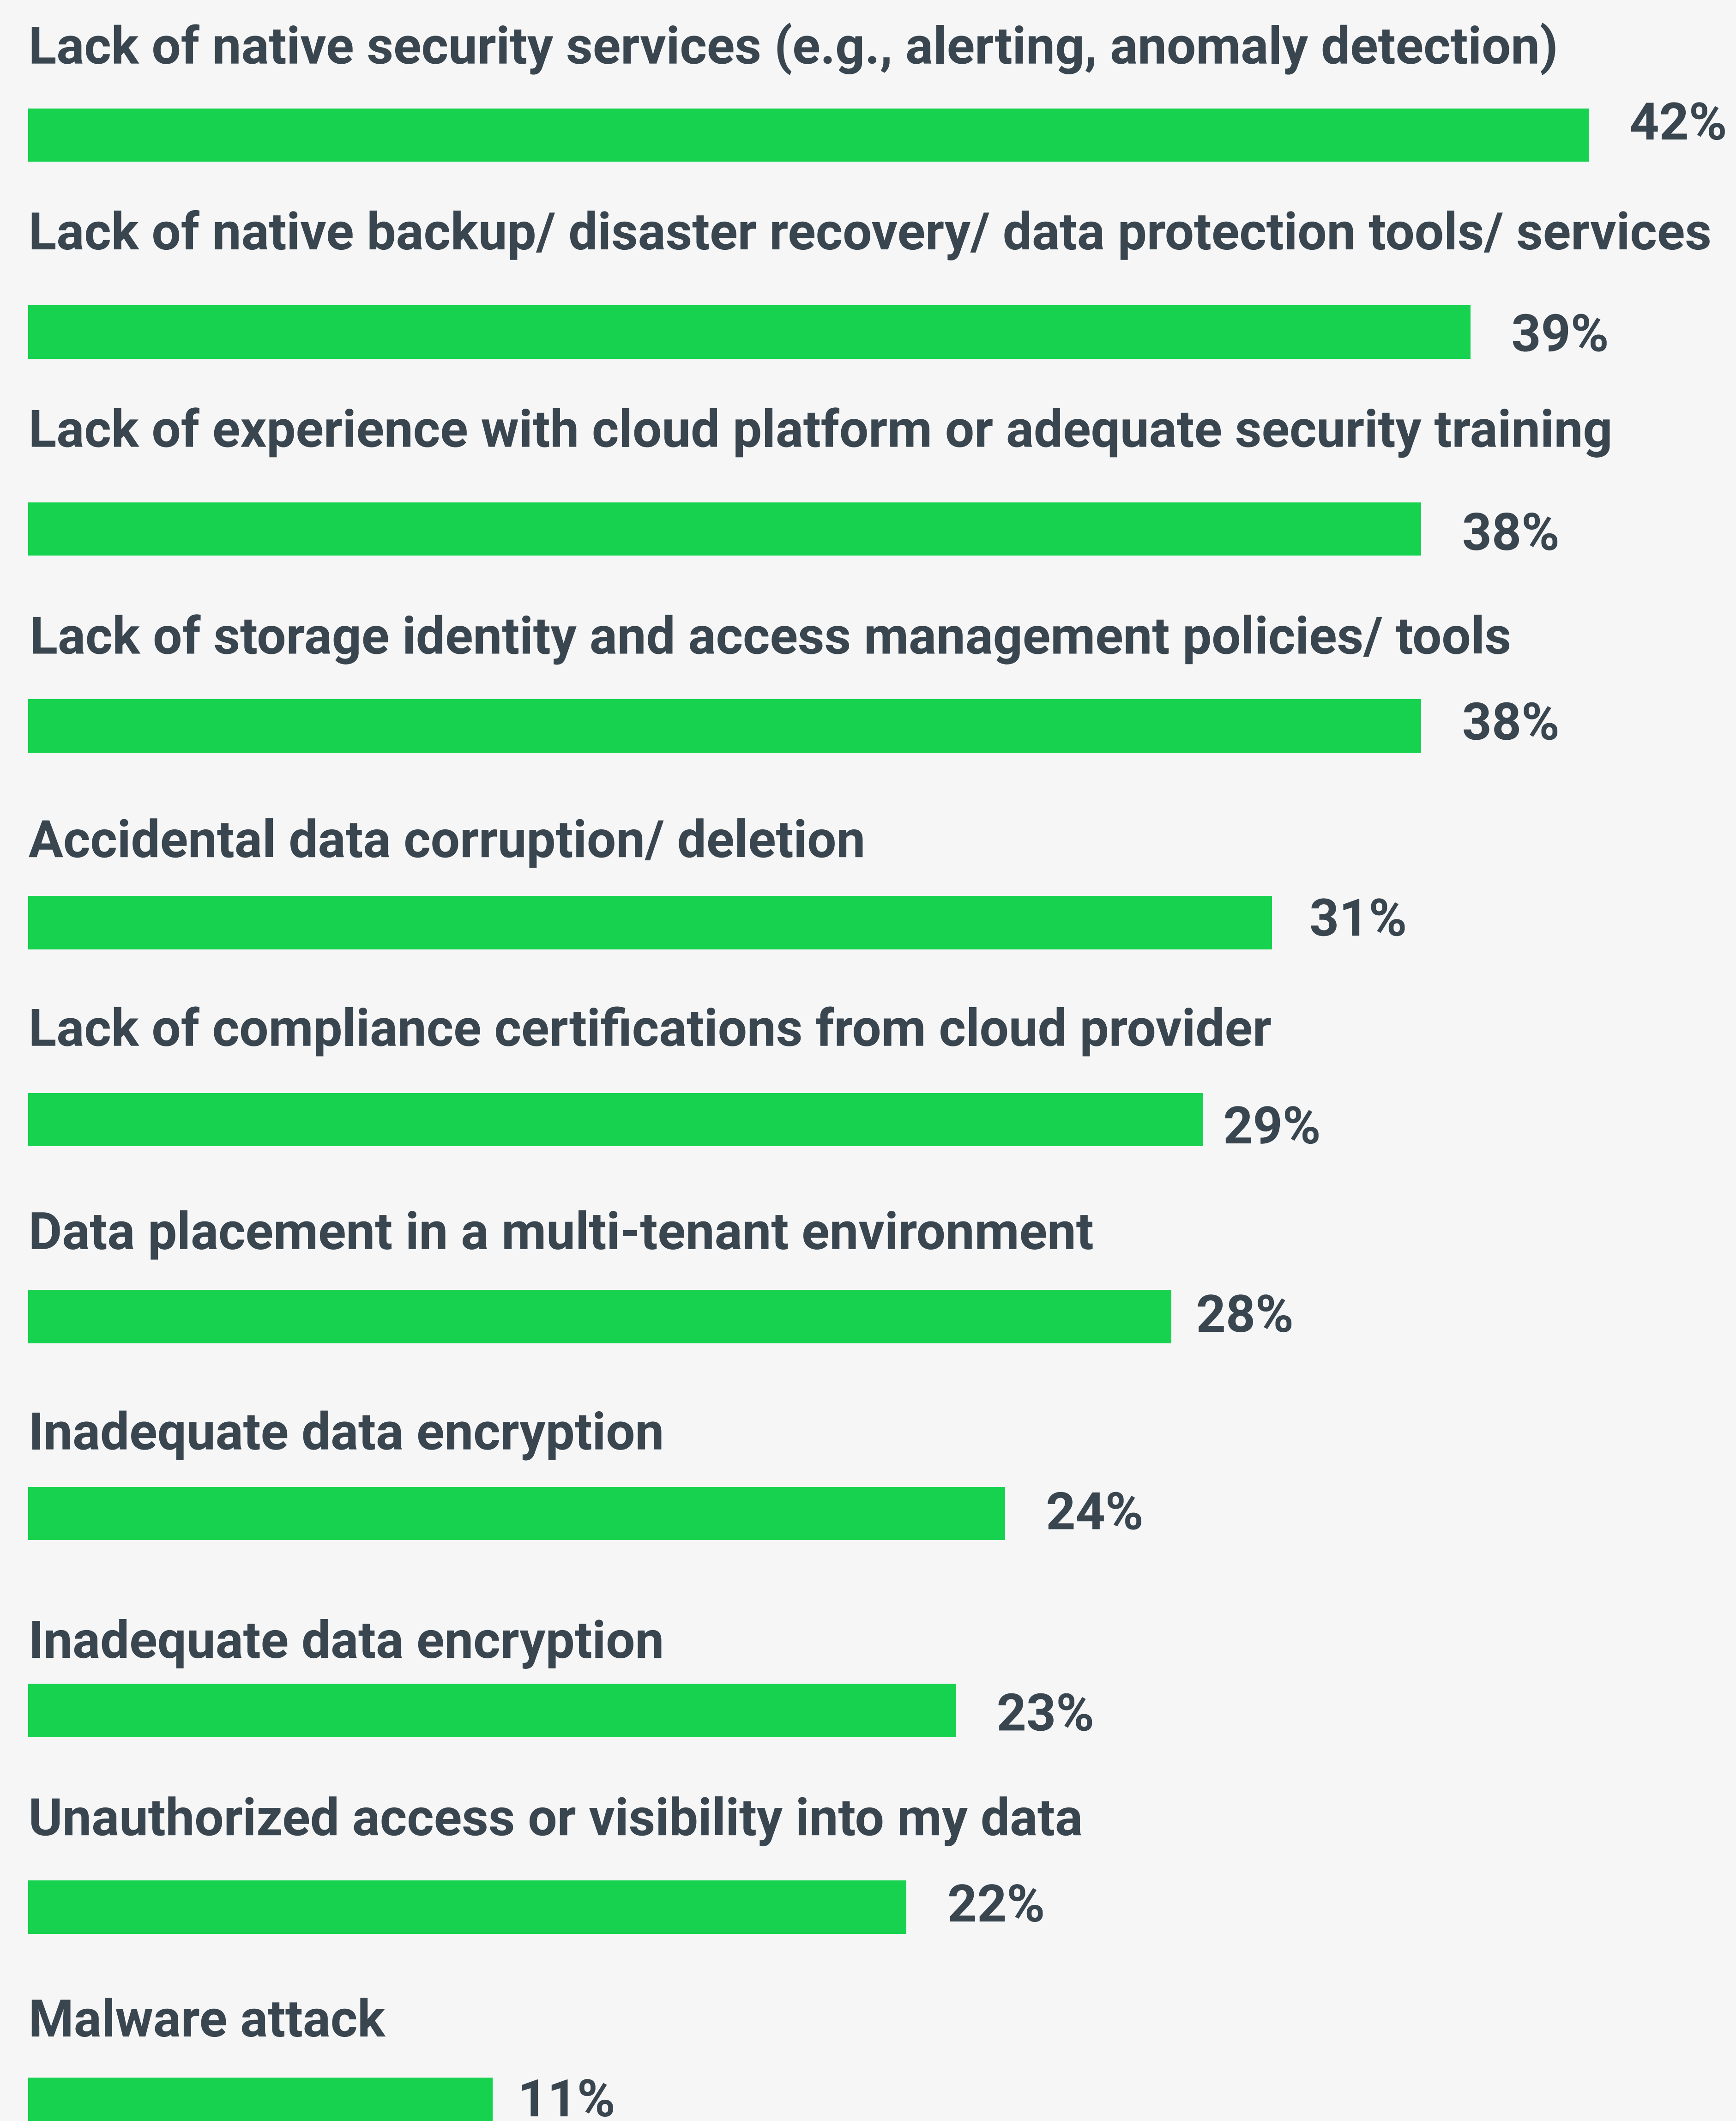 Lack of native security services (e.g., alerting, anomaly detection)
42%
Lack of native backup/ disaster recovery/ data protection tools/ services
39%
Lack of experience with cloud platform or adequate security training
38%
Lack of storage identity and access management policies/ tools
38%
Accidental data corruption/ deletion
31%
Lack of compliance certifications from cloud provider
29%
Data placement in a multi-tenant environment
28%
Inadequate data encryption
24%
Inadequate data encryption
23%
Unauthorized access or visibility into my data
22%
Malware attack
11%